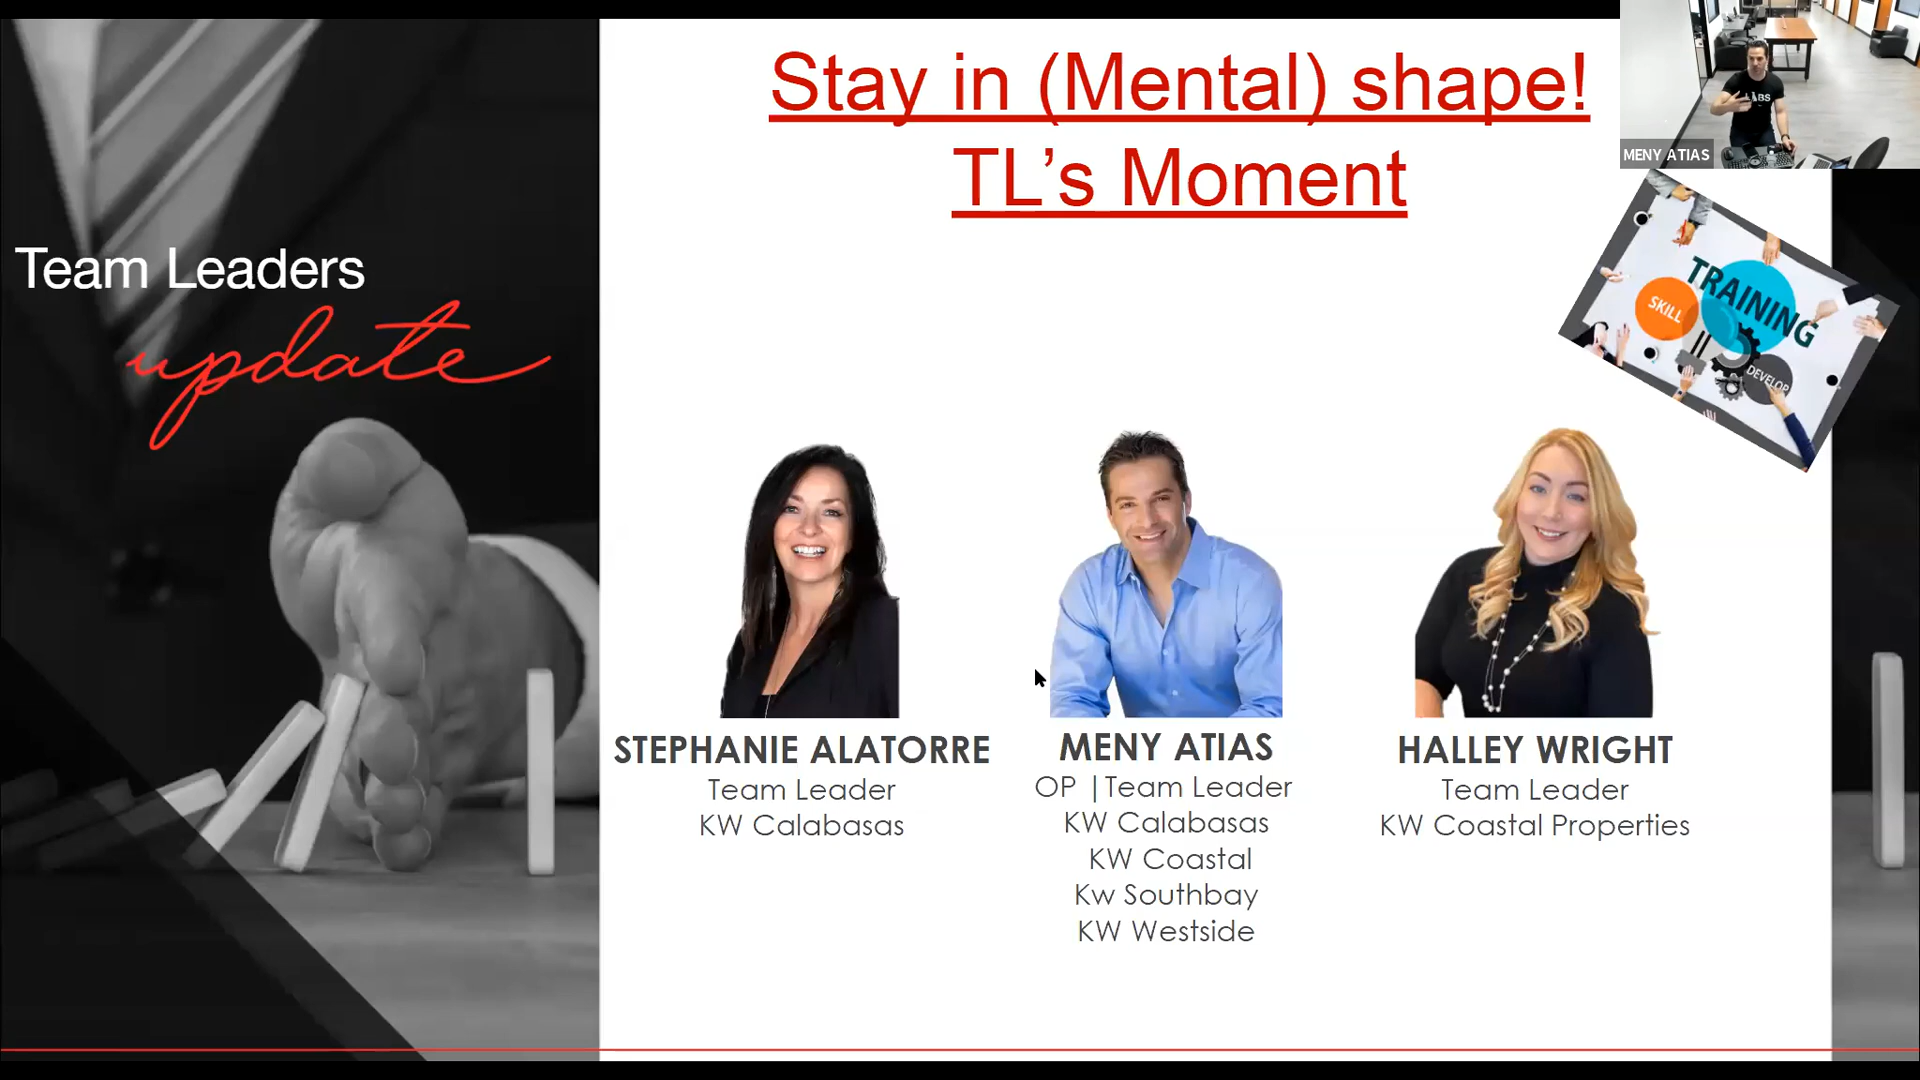 Stay in (Mental) shape!
TL’s Moment
MENY ATIAS
Team Leaders
update
TRAINING
SKILL
DEVELOP
STEPHANIE ALATORRE
Team Leader
KW Calabasas
MENY ATIAS
OP |Team Leader
KW Calabasas
KW Coastal
Kw Southbay
KW Westside
HALLEY WRIGHT
Team Leader
KW Coastal Properties